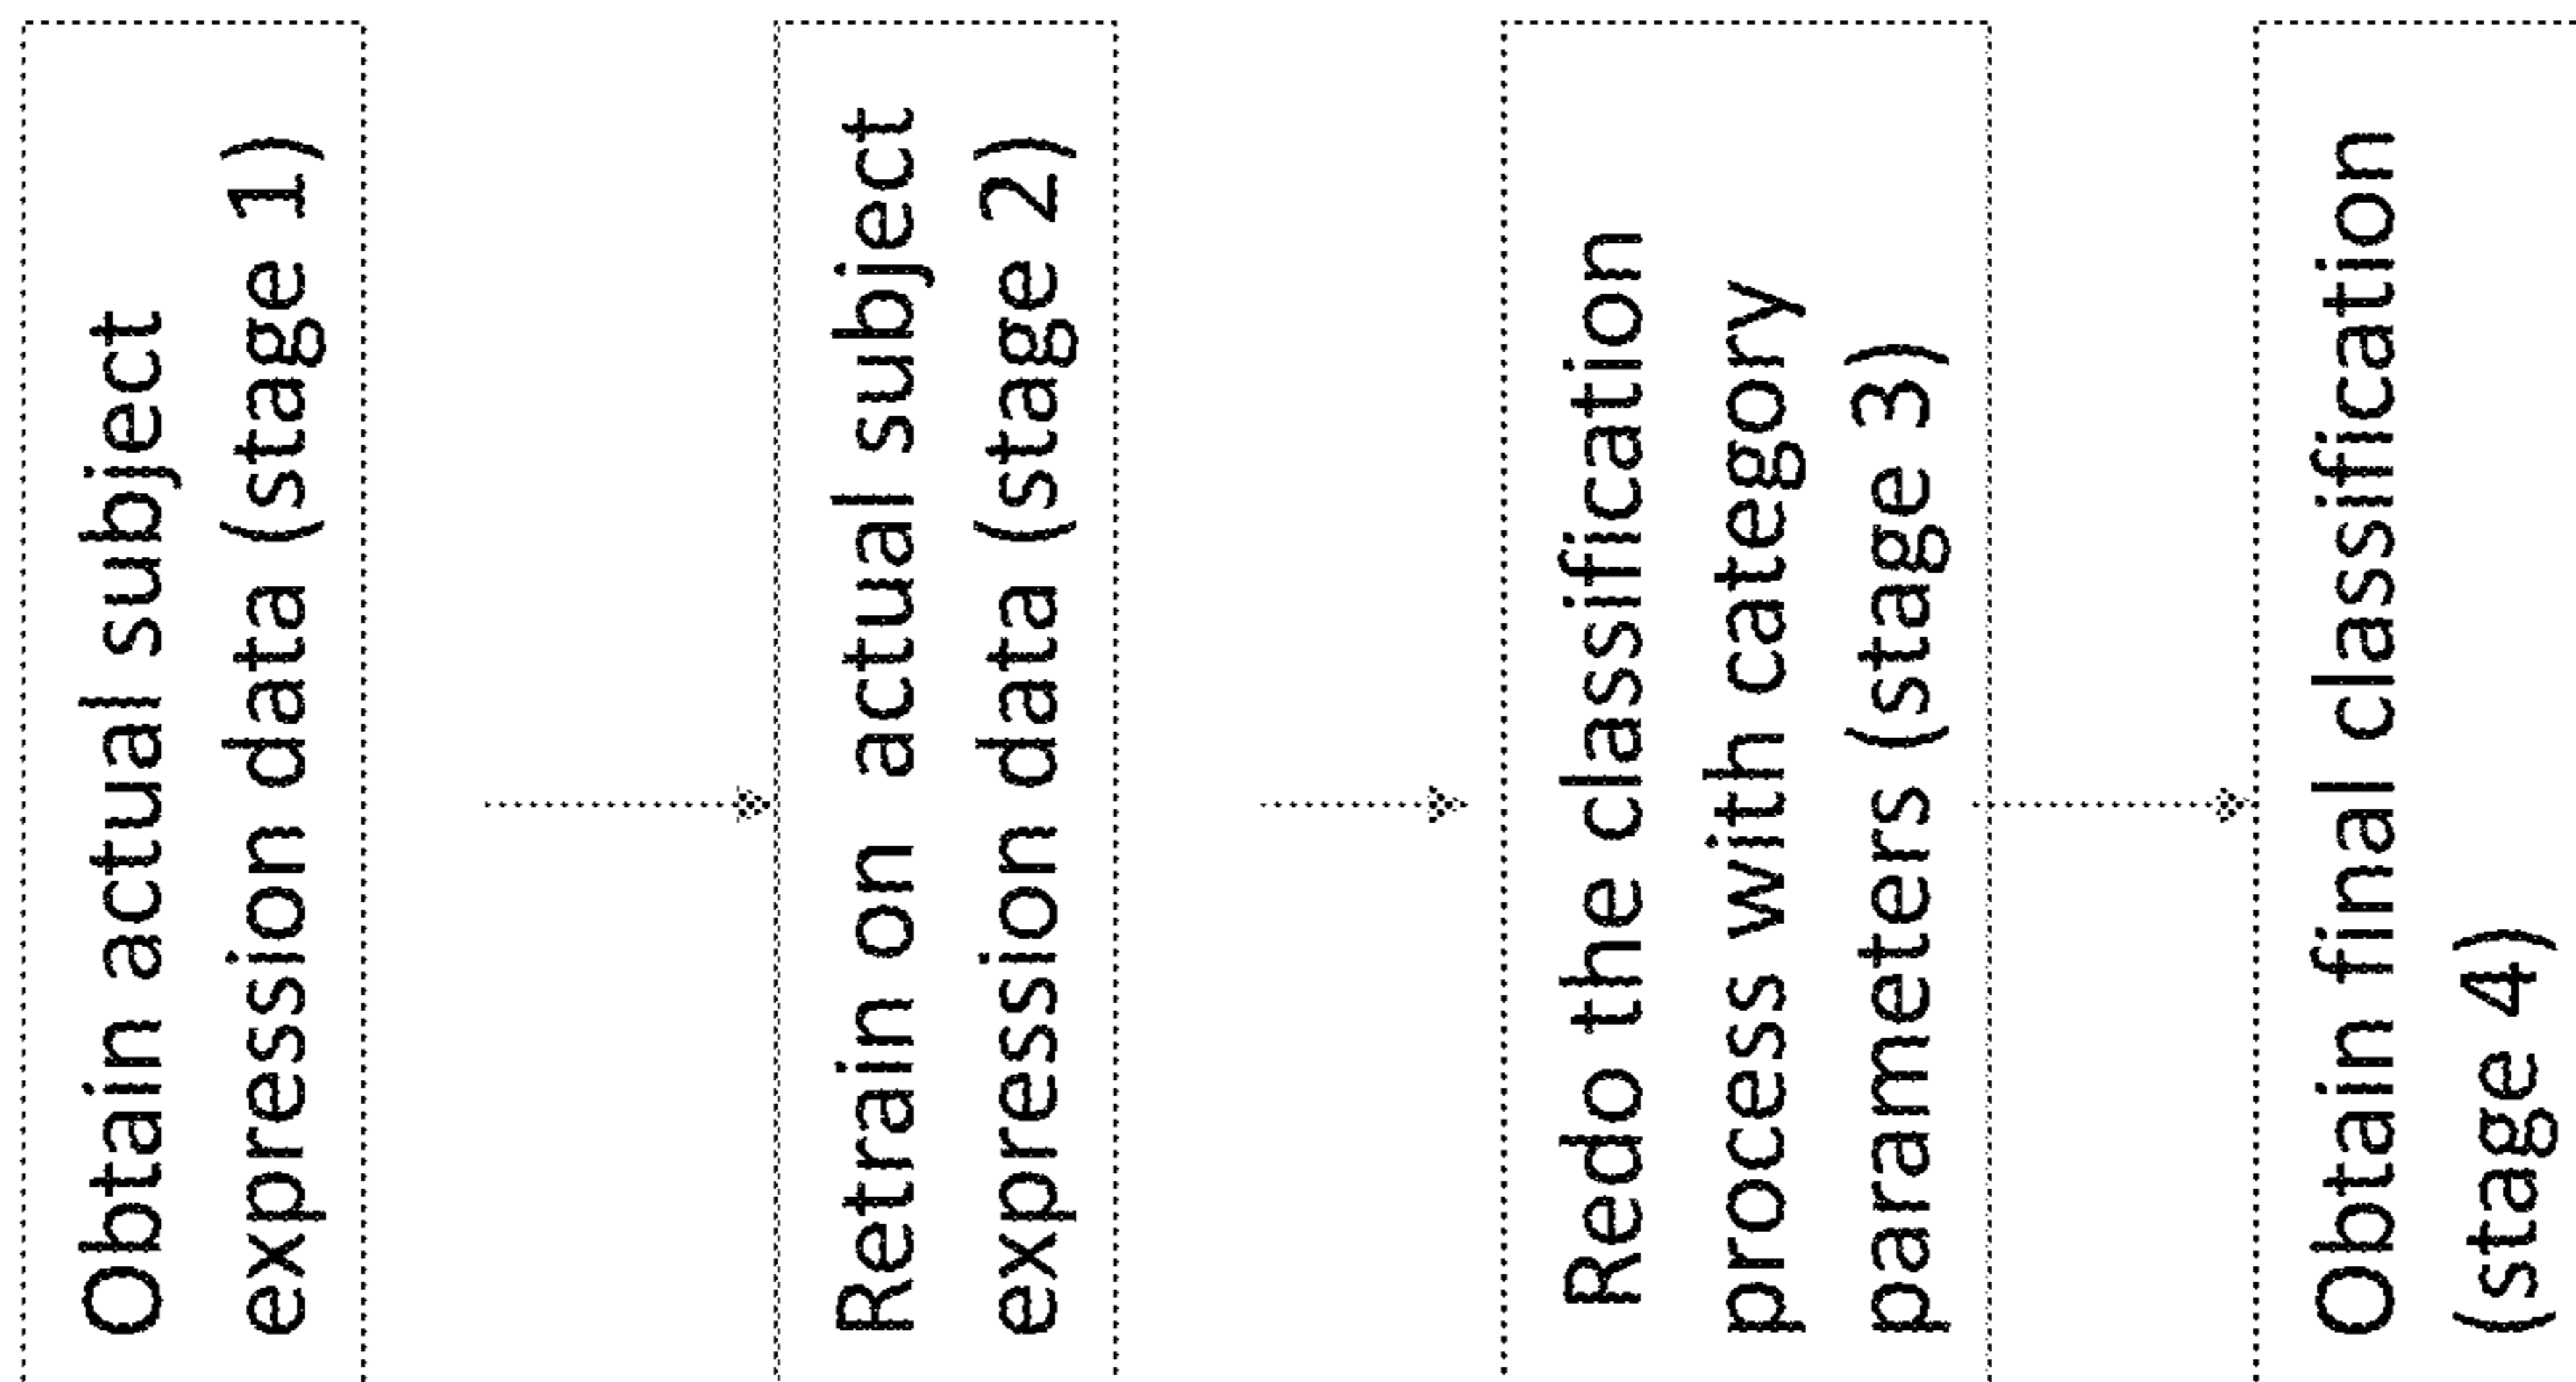 Obtain actual subject
expression data (stage 1)
Retrain on actual subject
expression data (stage 2)
Redo the classification
process with category
parameters (stage 3)
Obtain final classification
(stage 4)